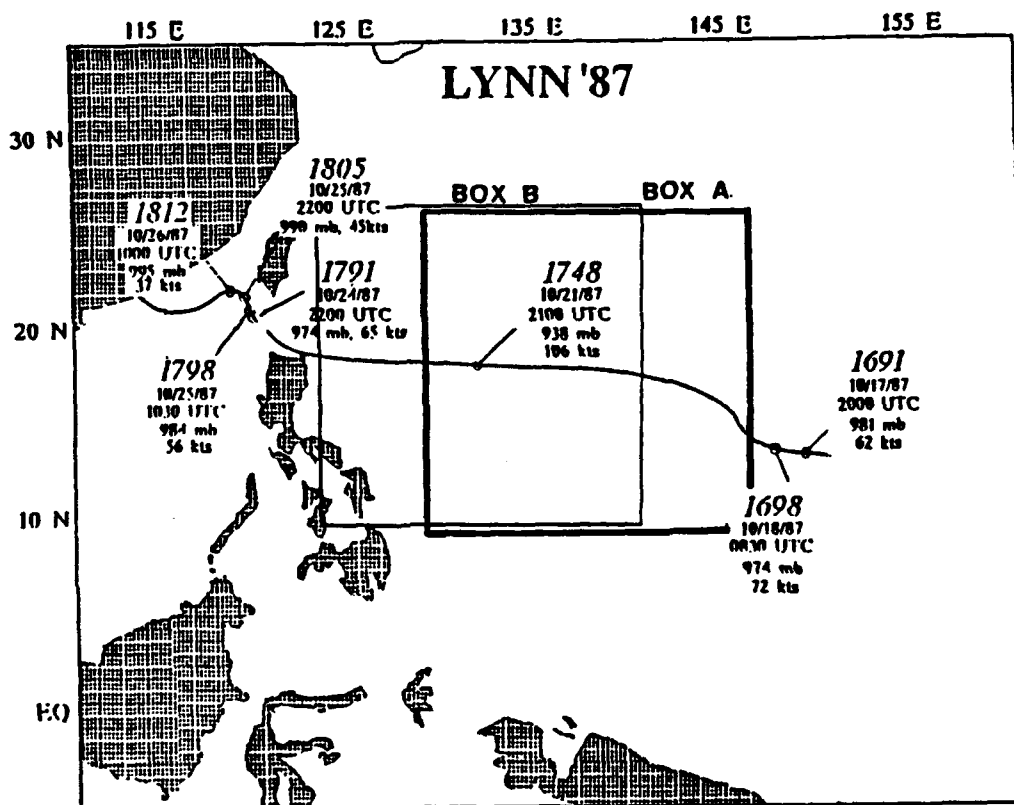 115 E 125 E 135 E 145 E 155 E
LYNN '87
30 N
20 N
10 N
EQ
BOX B
BOX A
1805
10/25/87
2200 UTC
990 mb, 45kts
1812
10/26/87
1000 UTC
995 mb
37 kts
1791
10/24/87
2200 UTC
974 mb, 65 kts
1748
10/21/87
2100 UTC
938 mb
106 kts
1798
10/25/87
1030 UTC
984 mb
56 kts
1691
10/17/87
2000 UTC
981 mb
62 kts
1698
10/18/87
0830 UTC
974 mb
72 kts